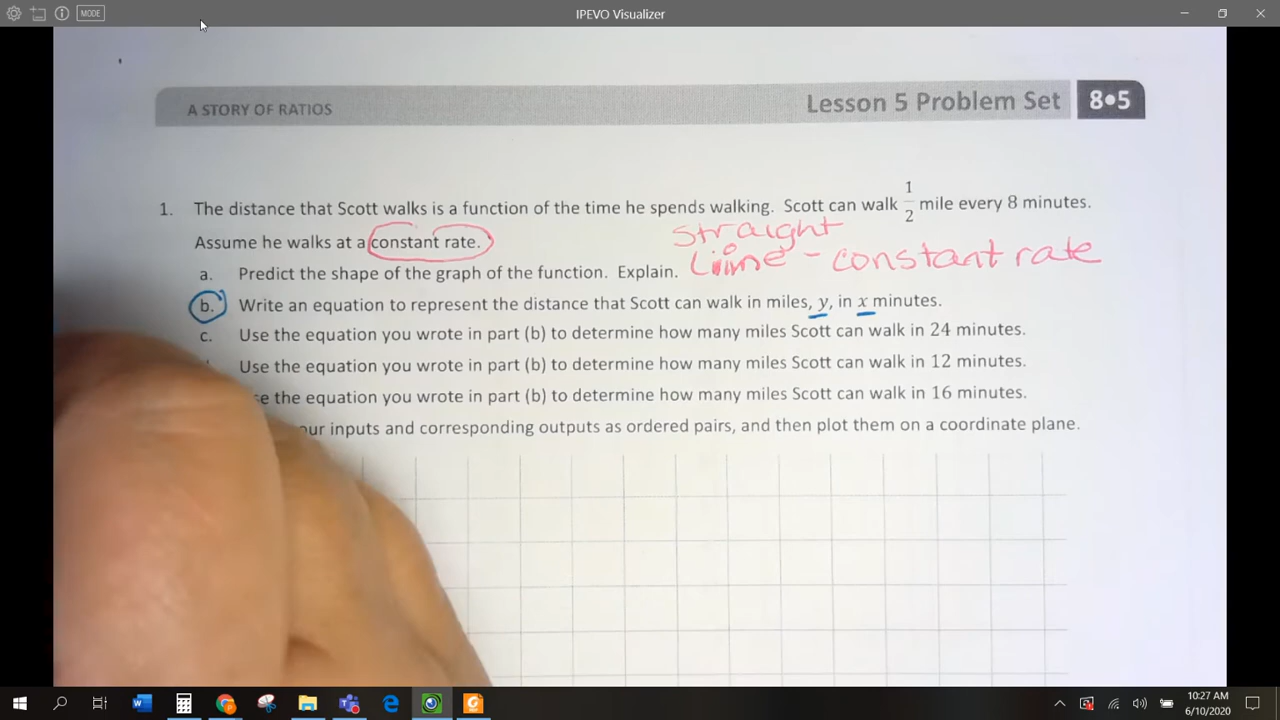 MODE
IPEVO Visualizer
A STORY OF RATIOS
Lesson 5 Problem Set
8•5
1. The distance that Scott walks is a function of the time he spends walking. Scott can walk 1/2 mile every 8 minutes.
Assume he walks at a constant rate.
straight
line - constant rate
a. Predict the shape of the graph of the function. Explain.
b. Write an equation to represent the distance that Scott can walk in miles, y, in x minutes.
c. Use the equation you wrote in part (b) to determine how many miles Scott can walk in 24 minutes.
Use the equation you wrote in part (b) to determine how many miles Scott can walk in 12 minutes.
the equation you wrote in part (b) to determine how many miles Scott can walk in 16 minutes.
inputs and corresponding outputs as ordered pairs, and then plot them on a coordinate plane.
10:27 AM
6/10/2020